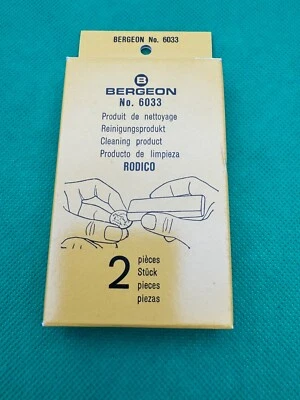 BERGEON No. 6033
B
BERGEON
No. 6033
Produit de nettoyage
Reinigungsprodukt
Cleaning product
Producto de limpieza
RODICO
2
pièces
Stück
pieces
piezas